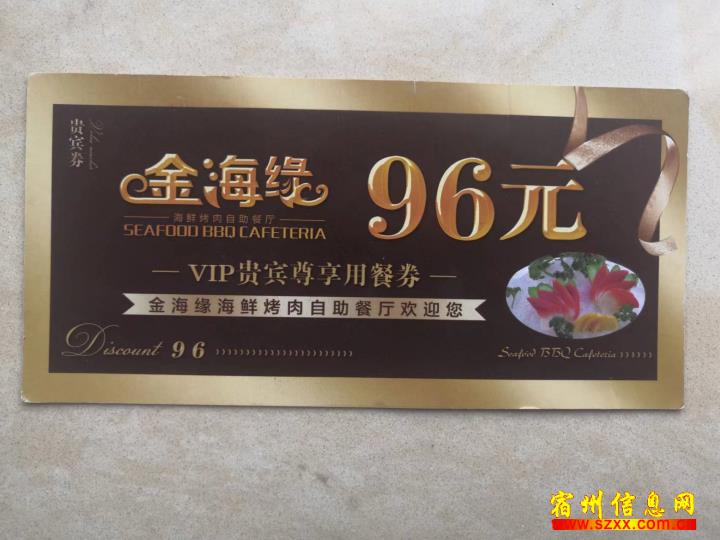 贵宾券
金海缘
海鲜烤肉自助餐厅
SEAFOOD BBQ CAFETERIA
96元
VIP贵宾尊享用餐券
金海缘海鲜烤肉自助餐厅欢迎您
Discount 96
Seafood BBQ Cafeteria
宿州信息网
www.szxx.com.cn